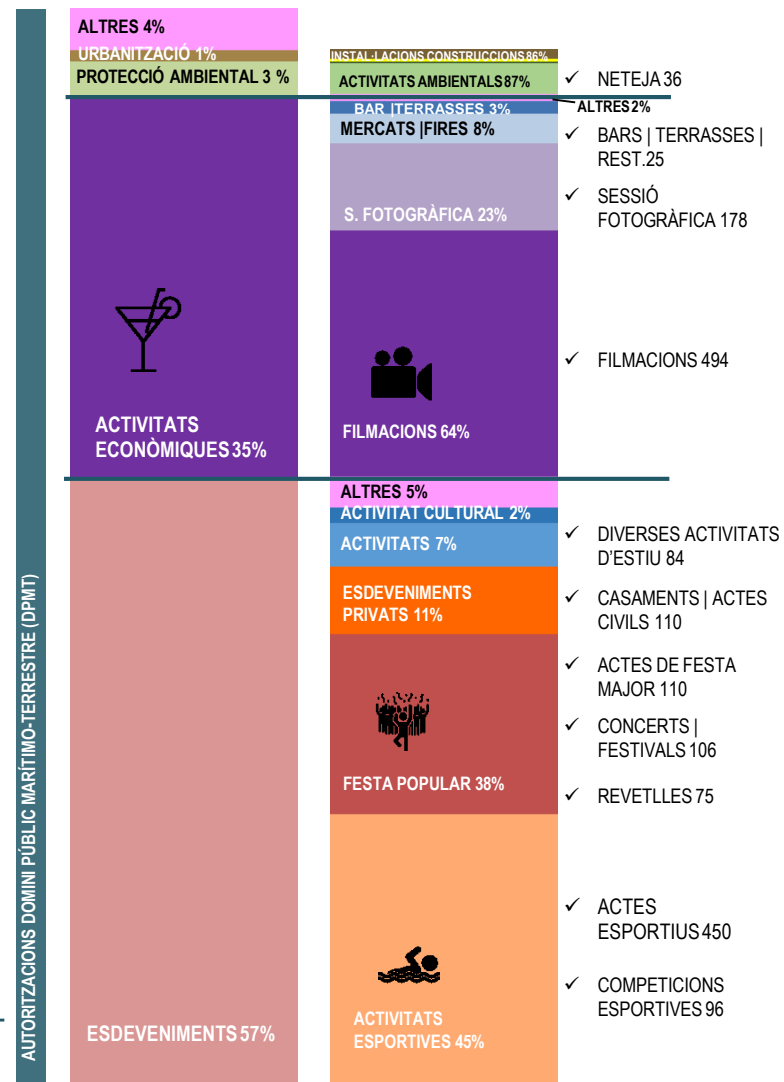 AUTORITZACIONS DOMINI PÚBLIC MARÍTIMO-TERRESTRE (DPMT)
ALTRES 4%
URBANITZACIÓ 1%
PROTECCIÓ AMBIENTAL 3 %
ACTIVITATS
ECONÒMIQUES 35%
ESDEVENIMENTS 57%
INSTAL·LACIONS CONSTRUCCIONS 86%
ACTIVITATS AMBIENTALS 87%
ALTRES 2%
BAR |TERRASSES 3%
MERCATS |FIRES 8%
S. FOTOGRÀFICA 23%
FILMACIONS 64%
ALTRES 5%
ACTIVITAT CULTURAL 2%
ACTIVITATS 7%
ESDEVENIMENTS
PRIVATS 11%
FESTA POPULAR 38%
ACTIVITATS
ESPORTIVES 45%
✓ NETEJA 36
✓ BARS | TERRASSES |
REST.25
✓ SESSIÓ
FOTOGRÀFICA 178
✓ FILMACIONS 494
✓ DIVERSES ACTIVITATS
D'ESTIU 84
✓ CASAMENTS | ACTES
CIVILS 110
✓ ACTES DE FESTA
MAJOR 110
✓ CONCERTS |
FESTIVALS 106
✓ REVETLLES 75
✓ ACTES
ESPORTIUS 450
✓ COMPETICIONS
ESPORTIVES 96